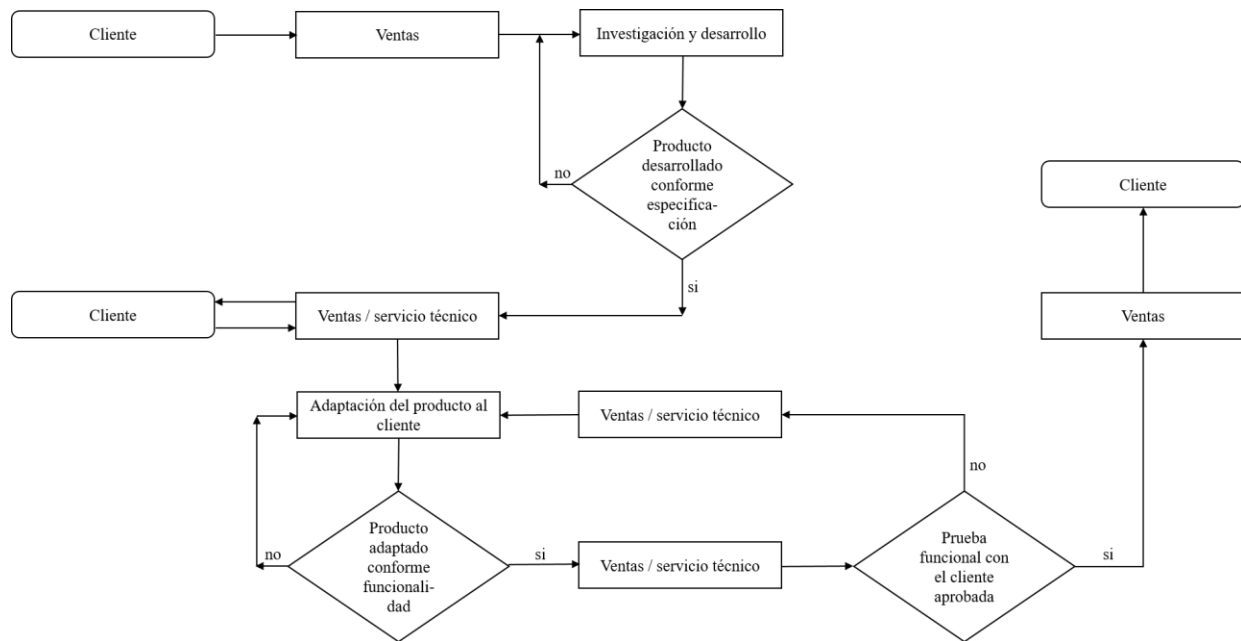 Cliente
Ventas
Investigación y desarrollo
Producto
desarrollado
conforme
especifica-
ción
no
si
Cliente
Cliente
Ventas / servicio técnico
Ventas
Adaptación del producto al
cliente
Ventas / servicio técnico
no
Producto
adaptado
conforme
funcionali-
dad
no
si
Ventas / servicio técnico
Prueba
funcional con
el cliente
aprobada
si